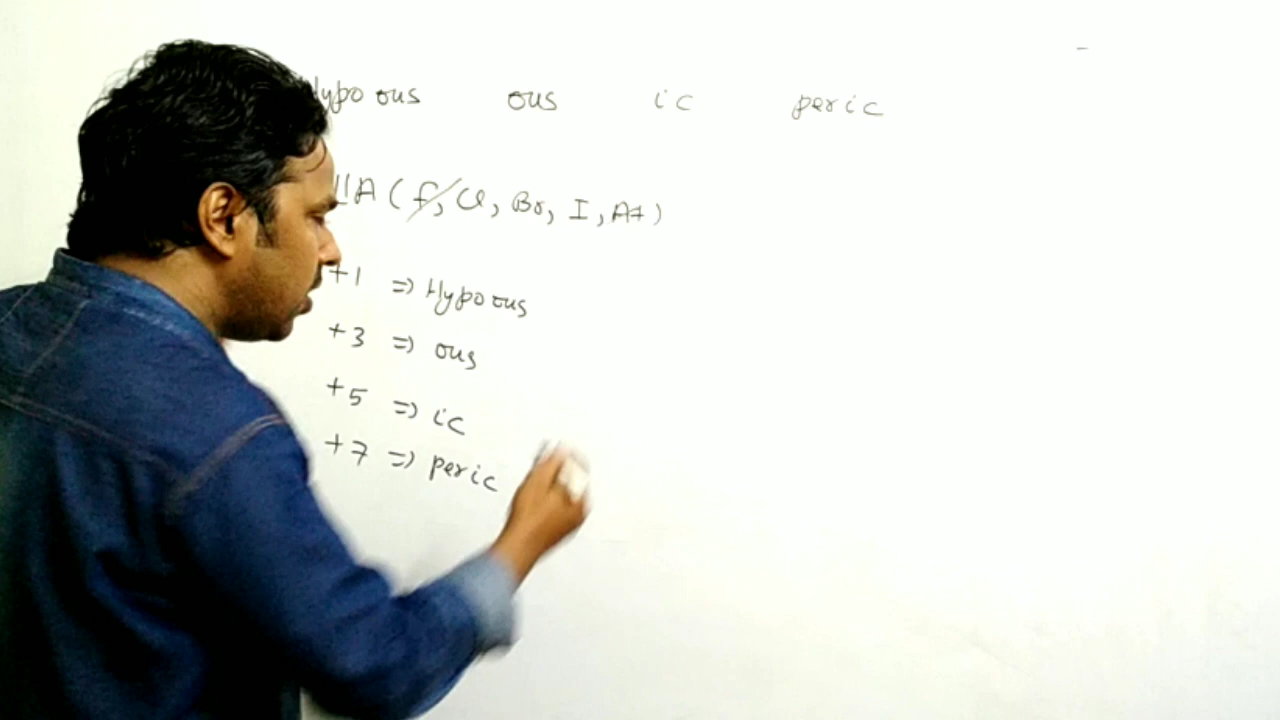 Hypo ous ous ic peric
IIA (f, Cl, Br, I, At)
+1 => Hypo ous
+3 => ous
+5 => ic
+7 => peric